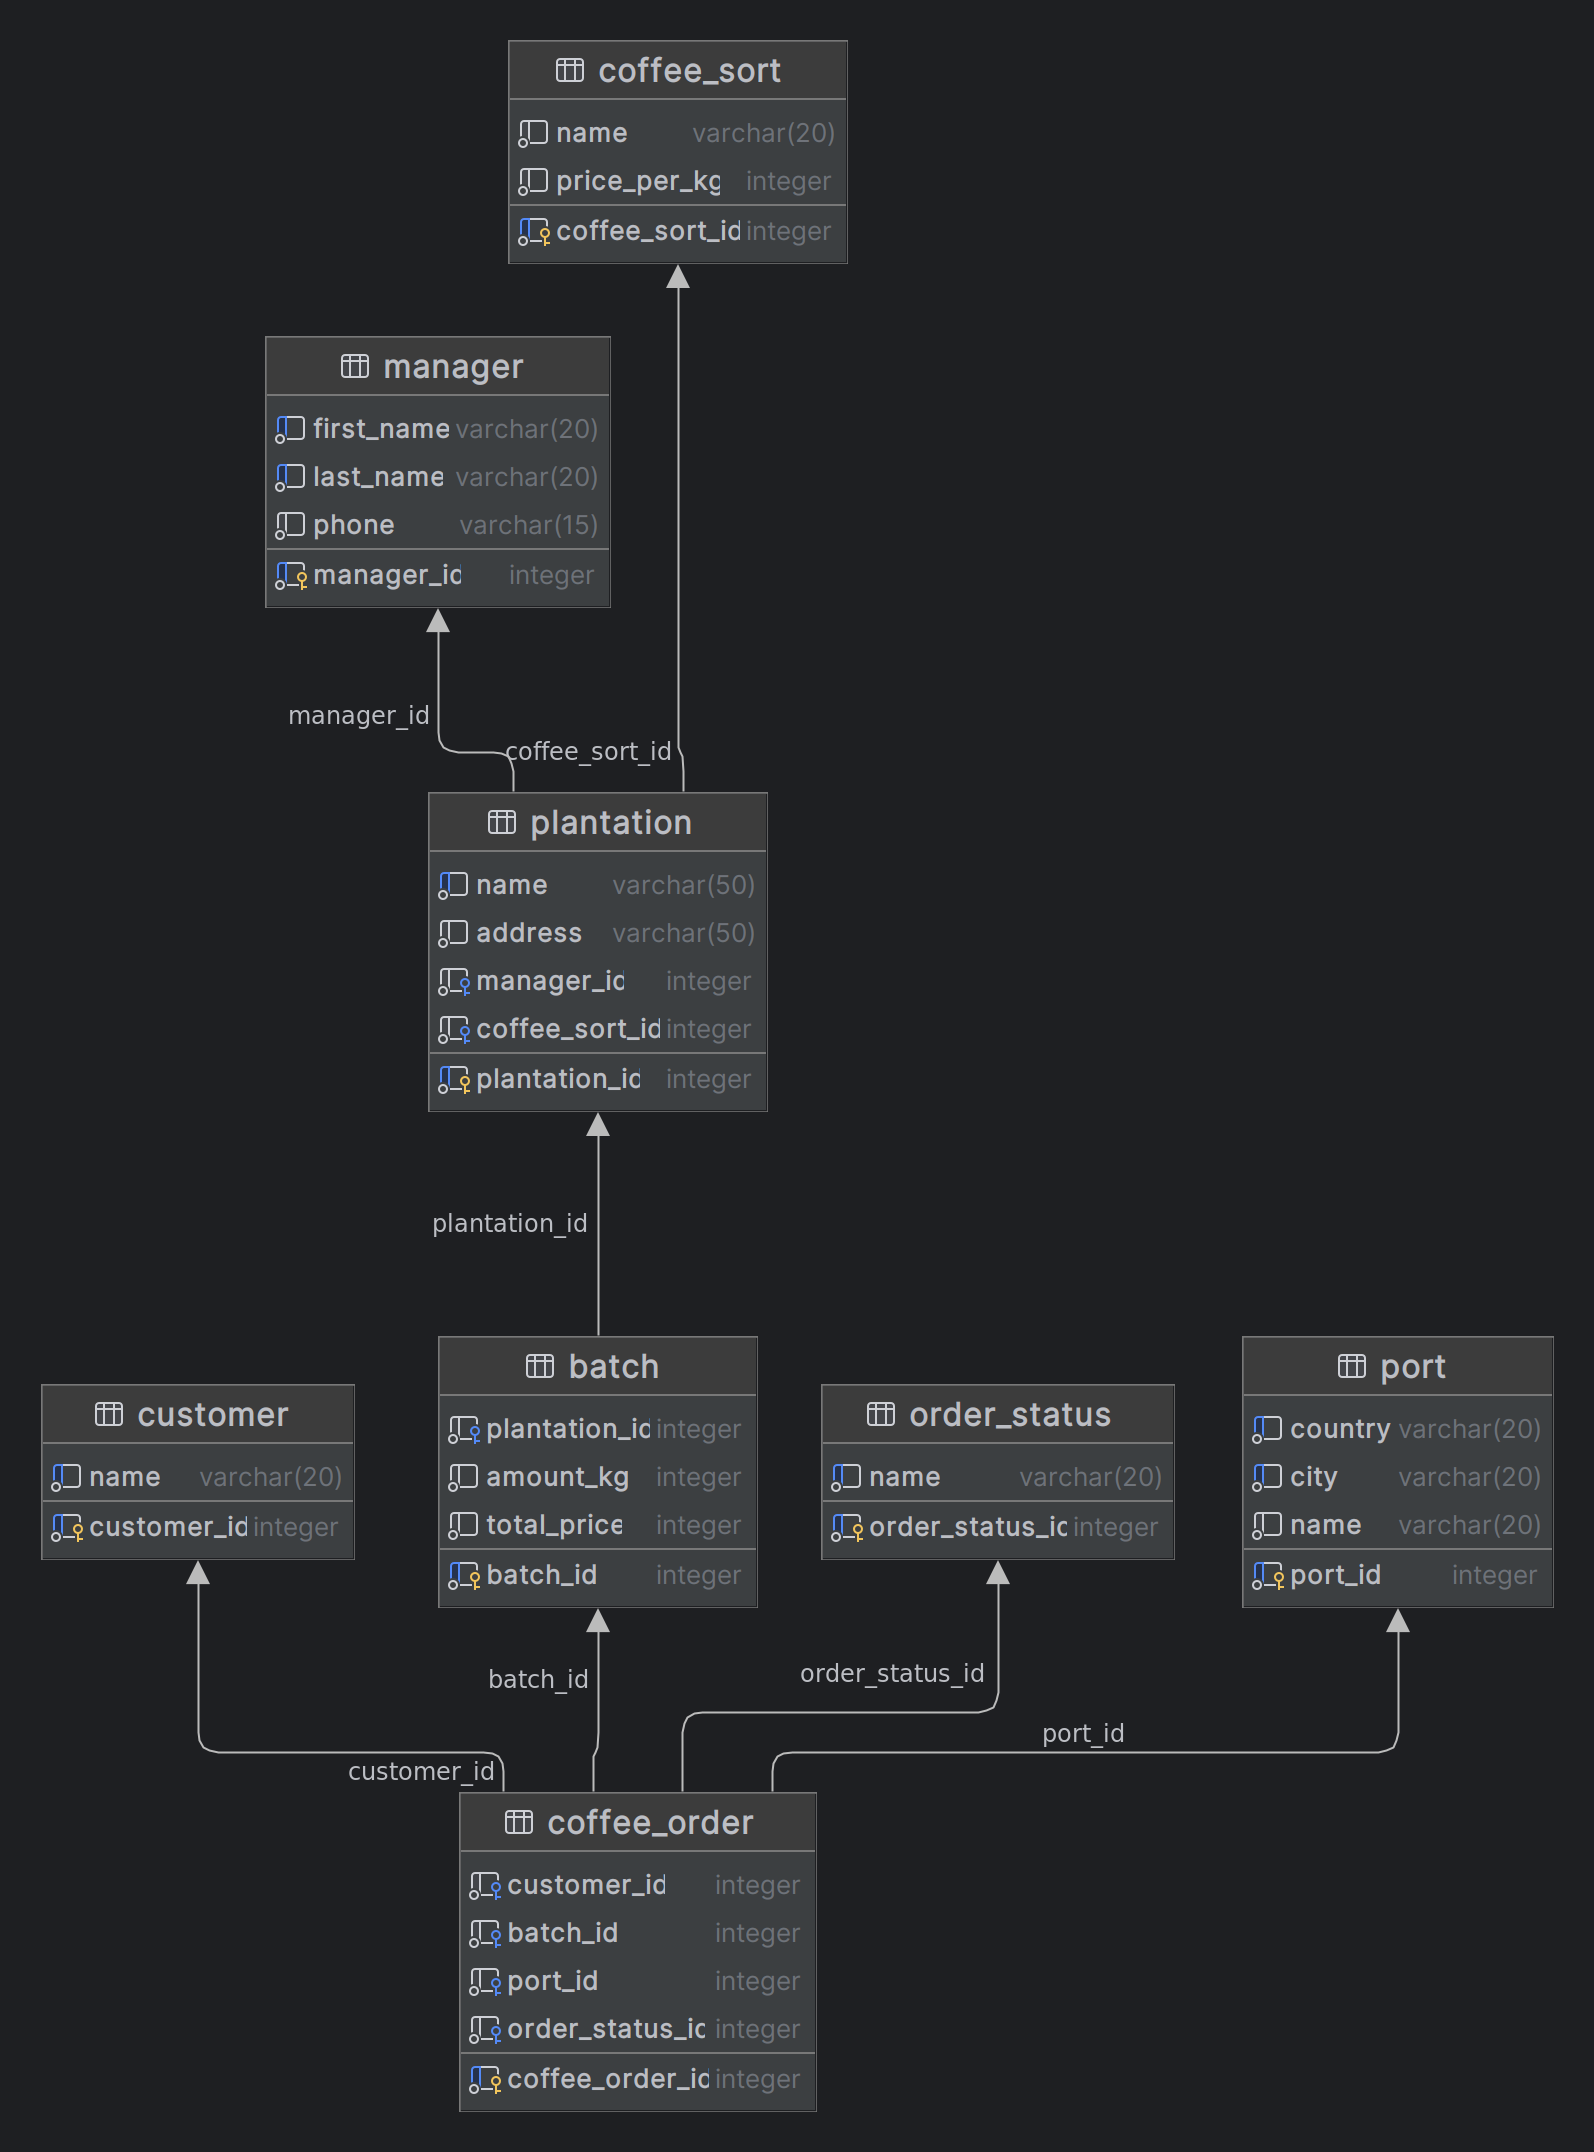 coffee_sort
name varchar(20)
price_per_kg integer
coffee_sort_id integer
manager
first_name varchar(20)
last_name varchar(20)
phone varchar(15)
manager_id integer
manager_id
coffee_sort_id
plantation
name varchar(50)
address varchar(50)
manager_id integer
coffee_sort_id integer
plantation_id integer
plantation_id
customer
name varchar(20)
customer_id integer
batch
plantation_id integer
amount_kg integer
total_price integer
batch_id integer
order_status
name varchar(20)
order_status_id integer
port
country varchar(20)
city varchar(20)
name varchar(20)
port_id integer
batch_id
order_status_id
port_id
customer_id
coffee_order
customer_id integer
batch_id integer
port_id integer
order_status_id integer
coffee_order_id integer